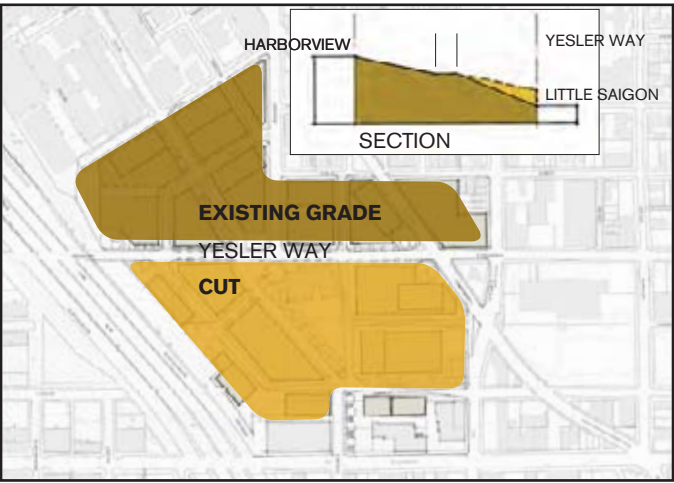 HARBORVIEW
YESLER WAY
LITTLE SAIGON
SECTION
EXISTING GRADE
YESLER WAY
CUT